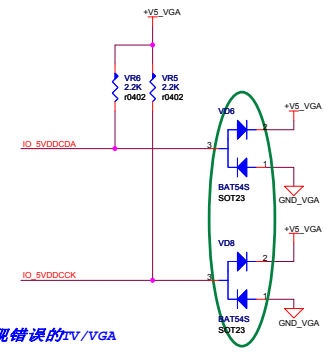 +V5_VGA
VR6
2.2K
r0402
VR5
2.2K
r0402
VD6
+V5_VGA
2
IO_5VDDCDA
3
1
BAT54S
SOT23
GND_VGA
+V5_VGA
VD8
2
IO_5VDDCCK
3
1
BAT54S
SOT23
GND_VGA
错误的TV/VGA